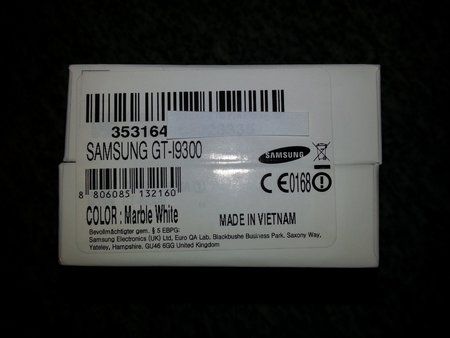 353164
SAMSUNG GT-I9300
SAMSUNG
8 806085 132160
CE0168
COLOR : Marble White
MADE IN VIETNAM
Bevollmächtigter gem. § 5 EBPG:
Samsung Electronics (UK) Ltd, Euro QA Lab, Blackbushe Business Park, Saxony Way,
Yateley, Hampshire, GU46 6GG United Kingdom